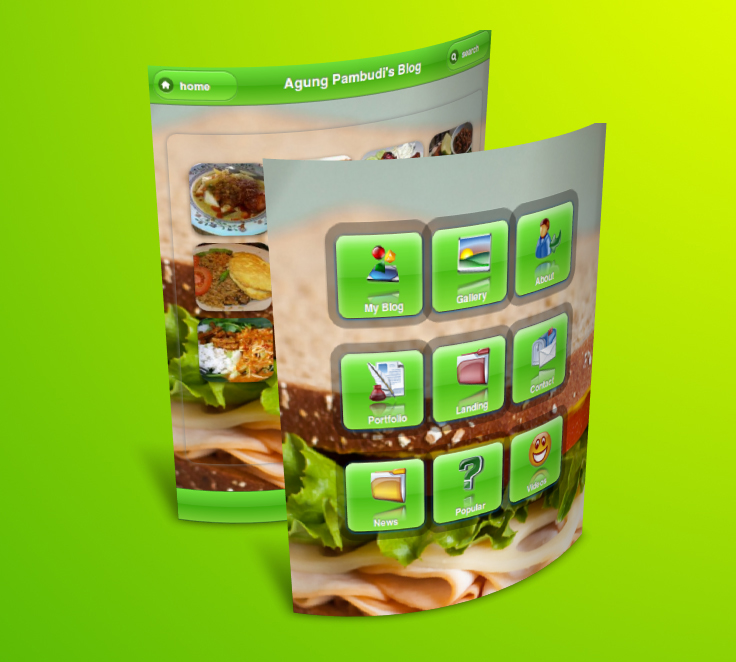 home
Agung Pambudi's Blog
search
My Blog
Gallery
About
Portfolio
Landing
Contact
News
Popular
Videos